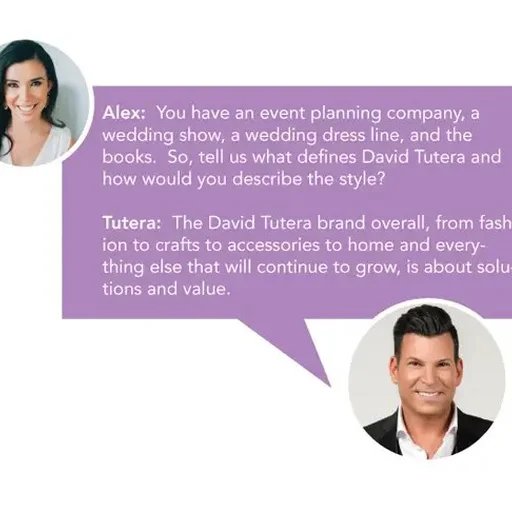 Alex:  You have an event planning company, a
wedding show, a wedding dress line, and the
books.  So, tell us what defines David Tutera and
how would you describe the style?
Tutera:  The David Tutera brand overall, from fash
ion to crafts to accessories to home and every-
thing else that will continue to grow, is about solu-
tions and value.